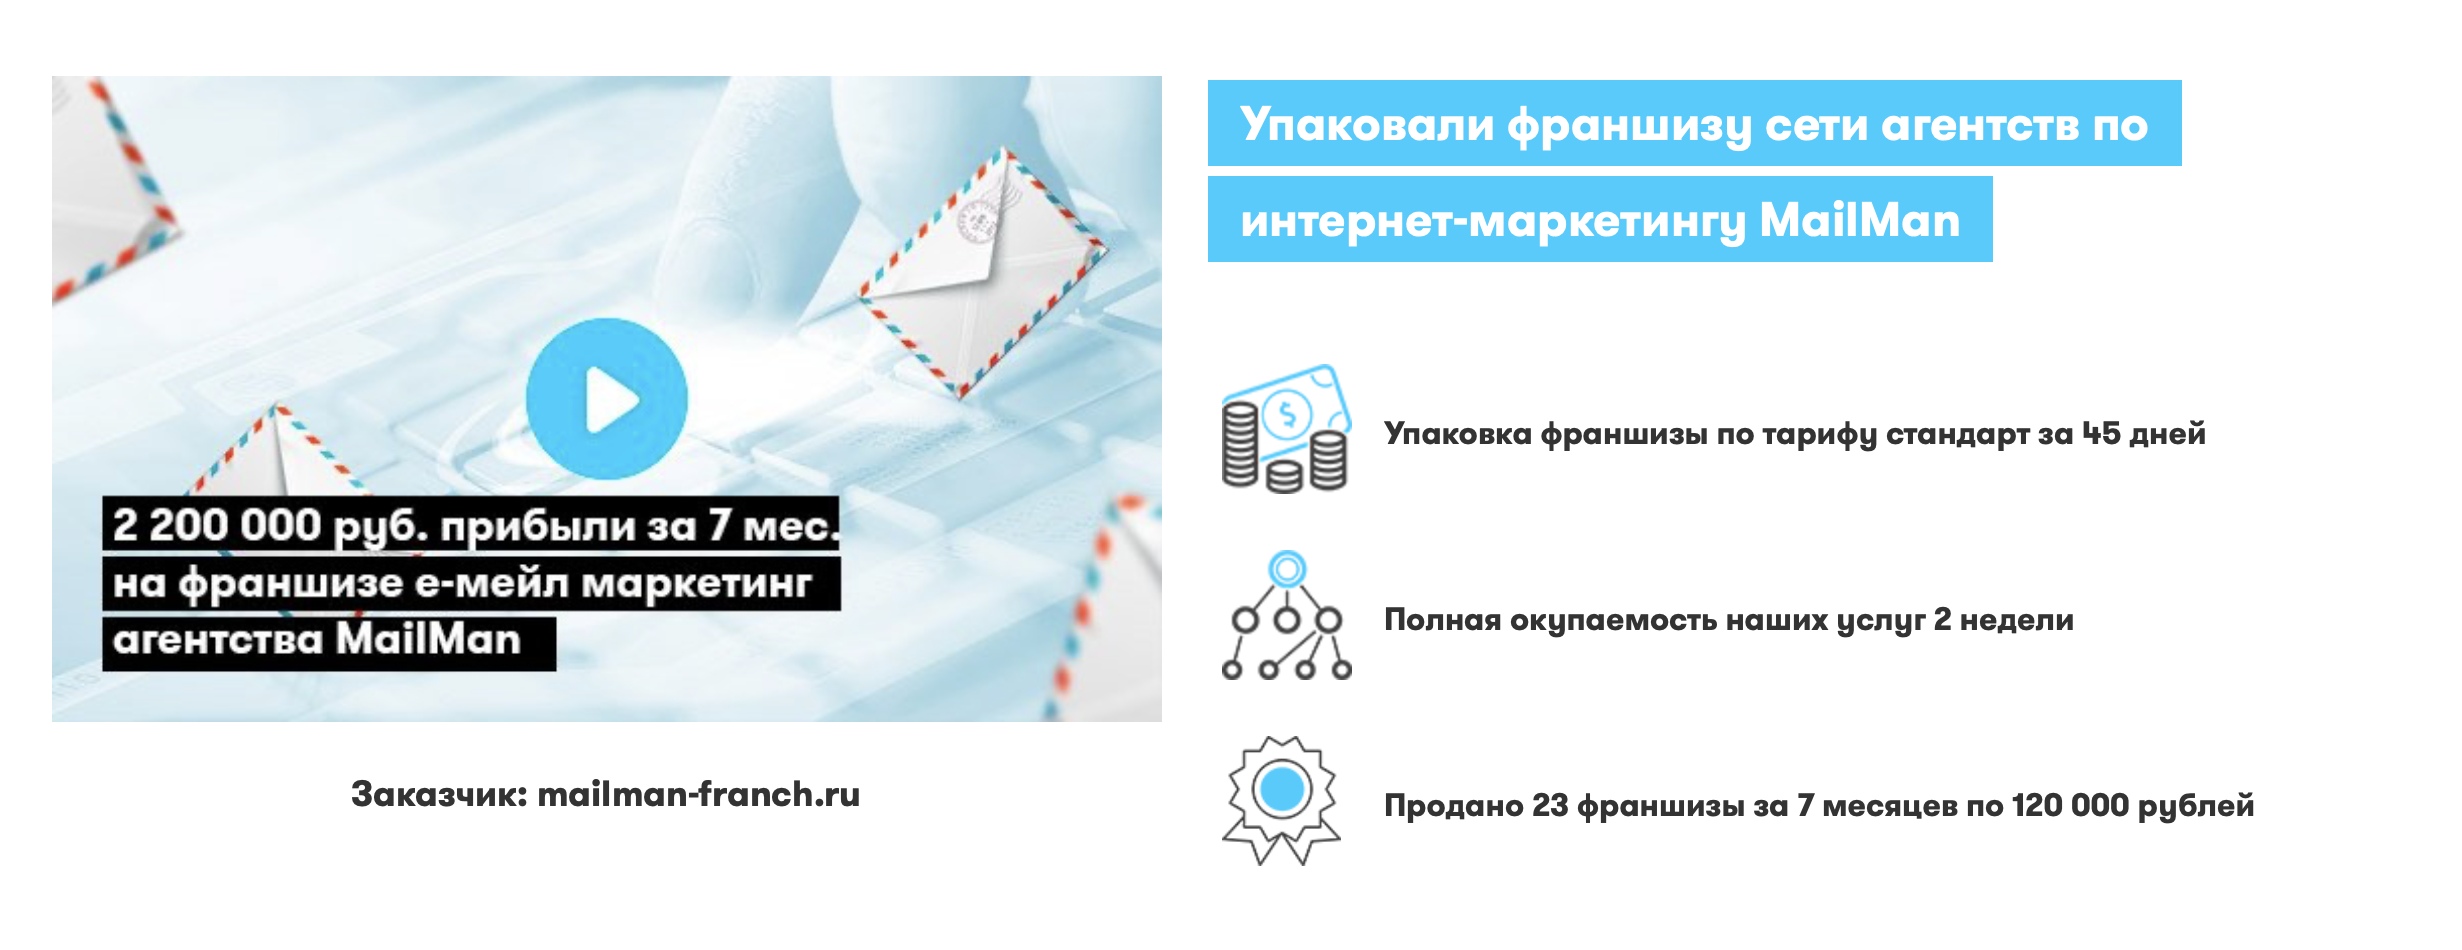 2 200 000 руб. прибыли за 7 мес.
на франшизе е-мейл маркетинг
агентства MailMan
Заказчик: mailman-franch.ru
Упаковали франшизу сети агентств по
интернет-маркетингу MailMan
Упаковка франшизы по тарифу стандарт за 45 дней
Полная окупаемость наших услуг 2 недели
Продано 23 франшизы за 7 месяцев по 120 000 рублей